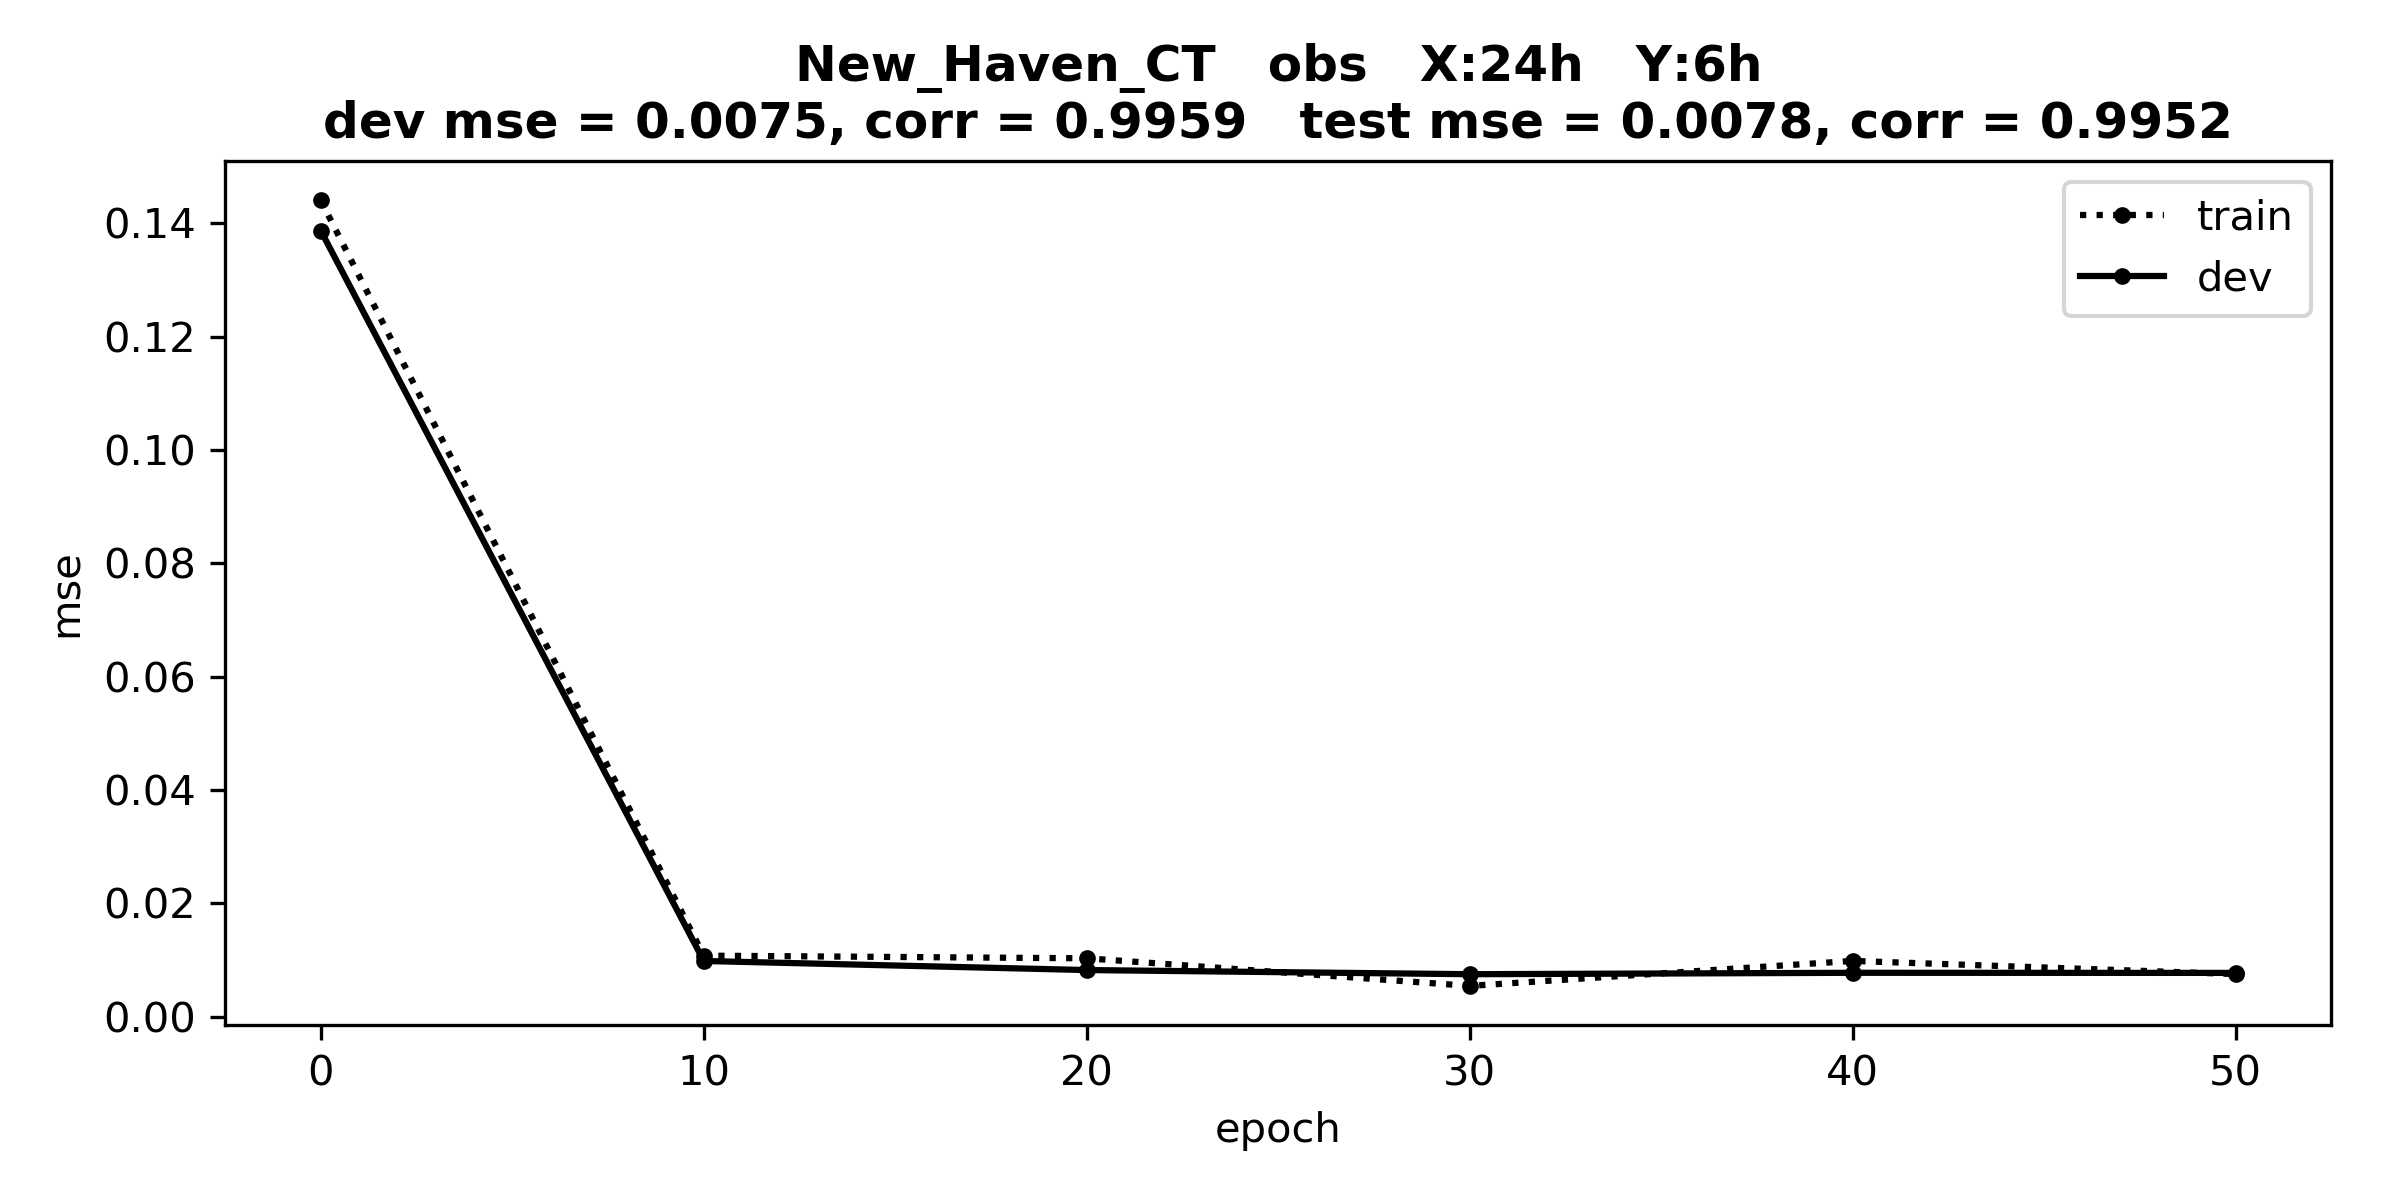 New_Haven_CT   obs   X:24h   Y:6h
dev mse = 0.0075, corr = 0.9959   test mse = 0.0078, corr = 0.9952
train
dev
mse
0.14
0.12
0.10
0.08
0.06
0.04
0.02
0.00
0 10 20 30 40 50
epoch